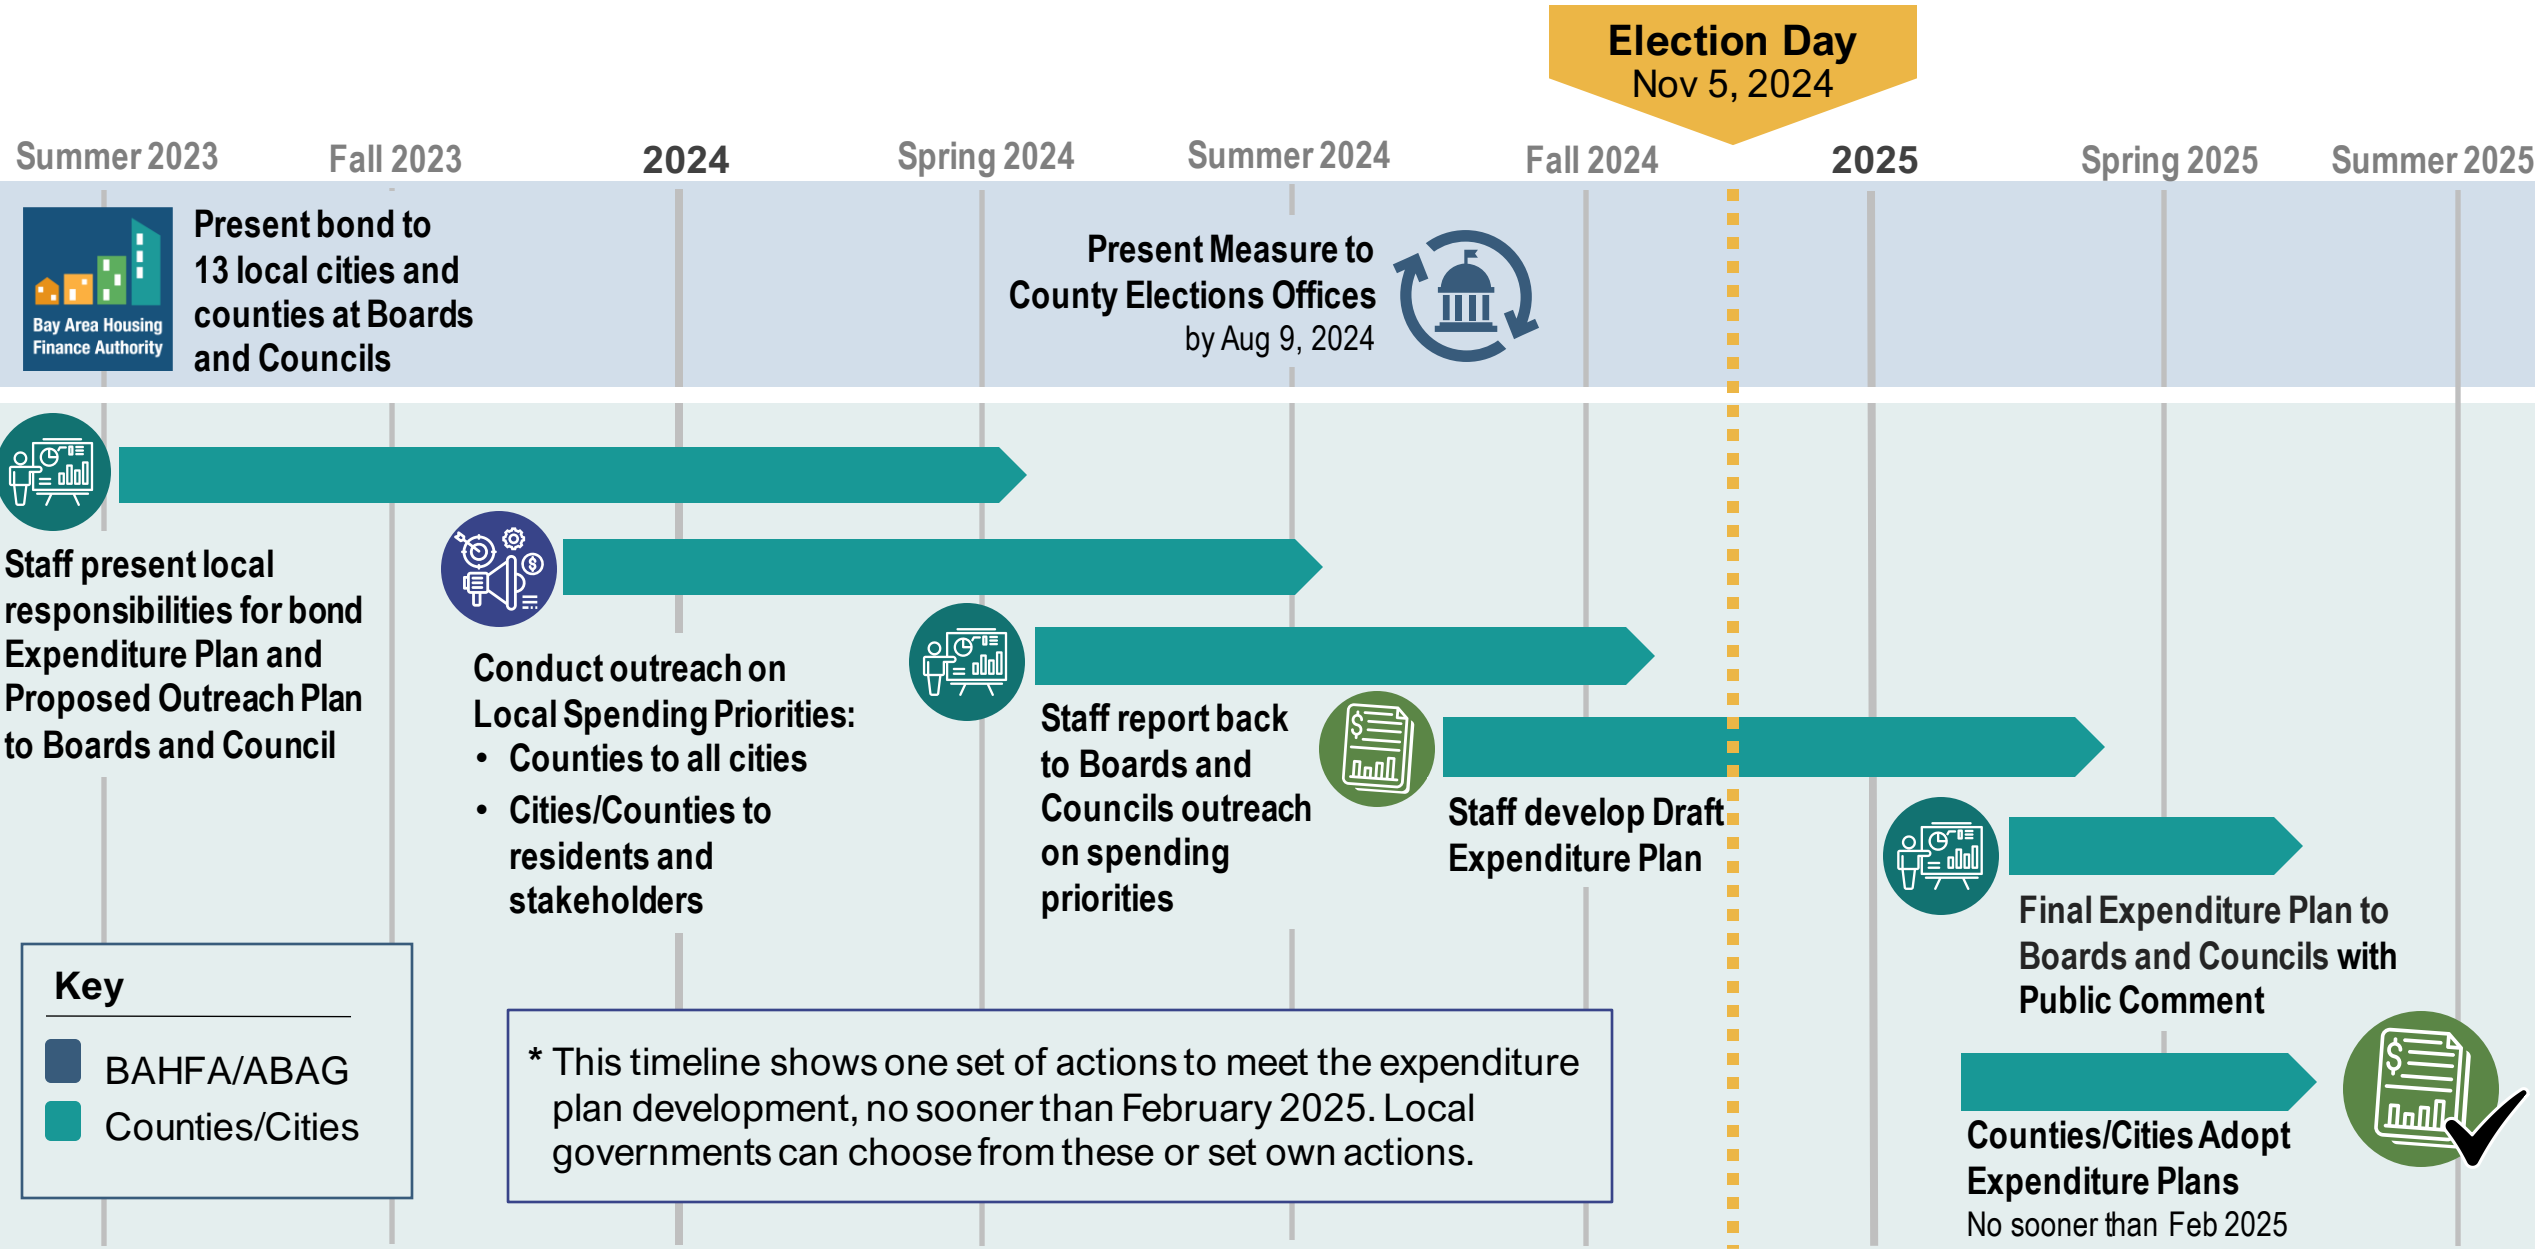 Election Day
Nov 5, 2024
Summer 2023
Fall 2023
2024
Spring 2024
Summer 2024
Fall 2024
2025
Spring 2025
Summer 2025
Bay Area Housing
Finance Authority
Present bond to
13 local cities and
counties at Boards
and Councils
Present Measure to
County Elections Offices
by Aug 9, 2024
Staff present local
responsibilities for bond
Expenditure Plan and
Proposed Outreach Plan
to Boards and Council
Conduct outreach on
Local Spending Priorities:
• Counties to all cities
• Cities/Counties to
residents and
stakeholders
Staff report back
to Boards and
Councils outreach
on spending
priorities
Staff develop Draft
Expenditure Plan
Final Expenditure Plan to
Boards and Councils with
Public Comment
Counties/Cities Adopt
Expenditure Plans
No sooner than Feb 2025
Key
BAHFA/ABAG
Counties/Cities
* This timeline shows one set of actions to meet the expenditure
plan development, no sooner than February 2025. Local
governments can choose from these or set own actions.